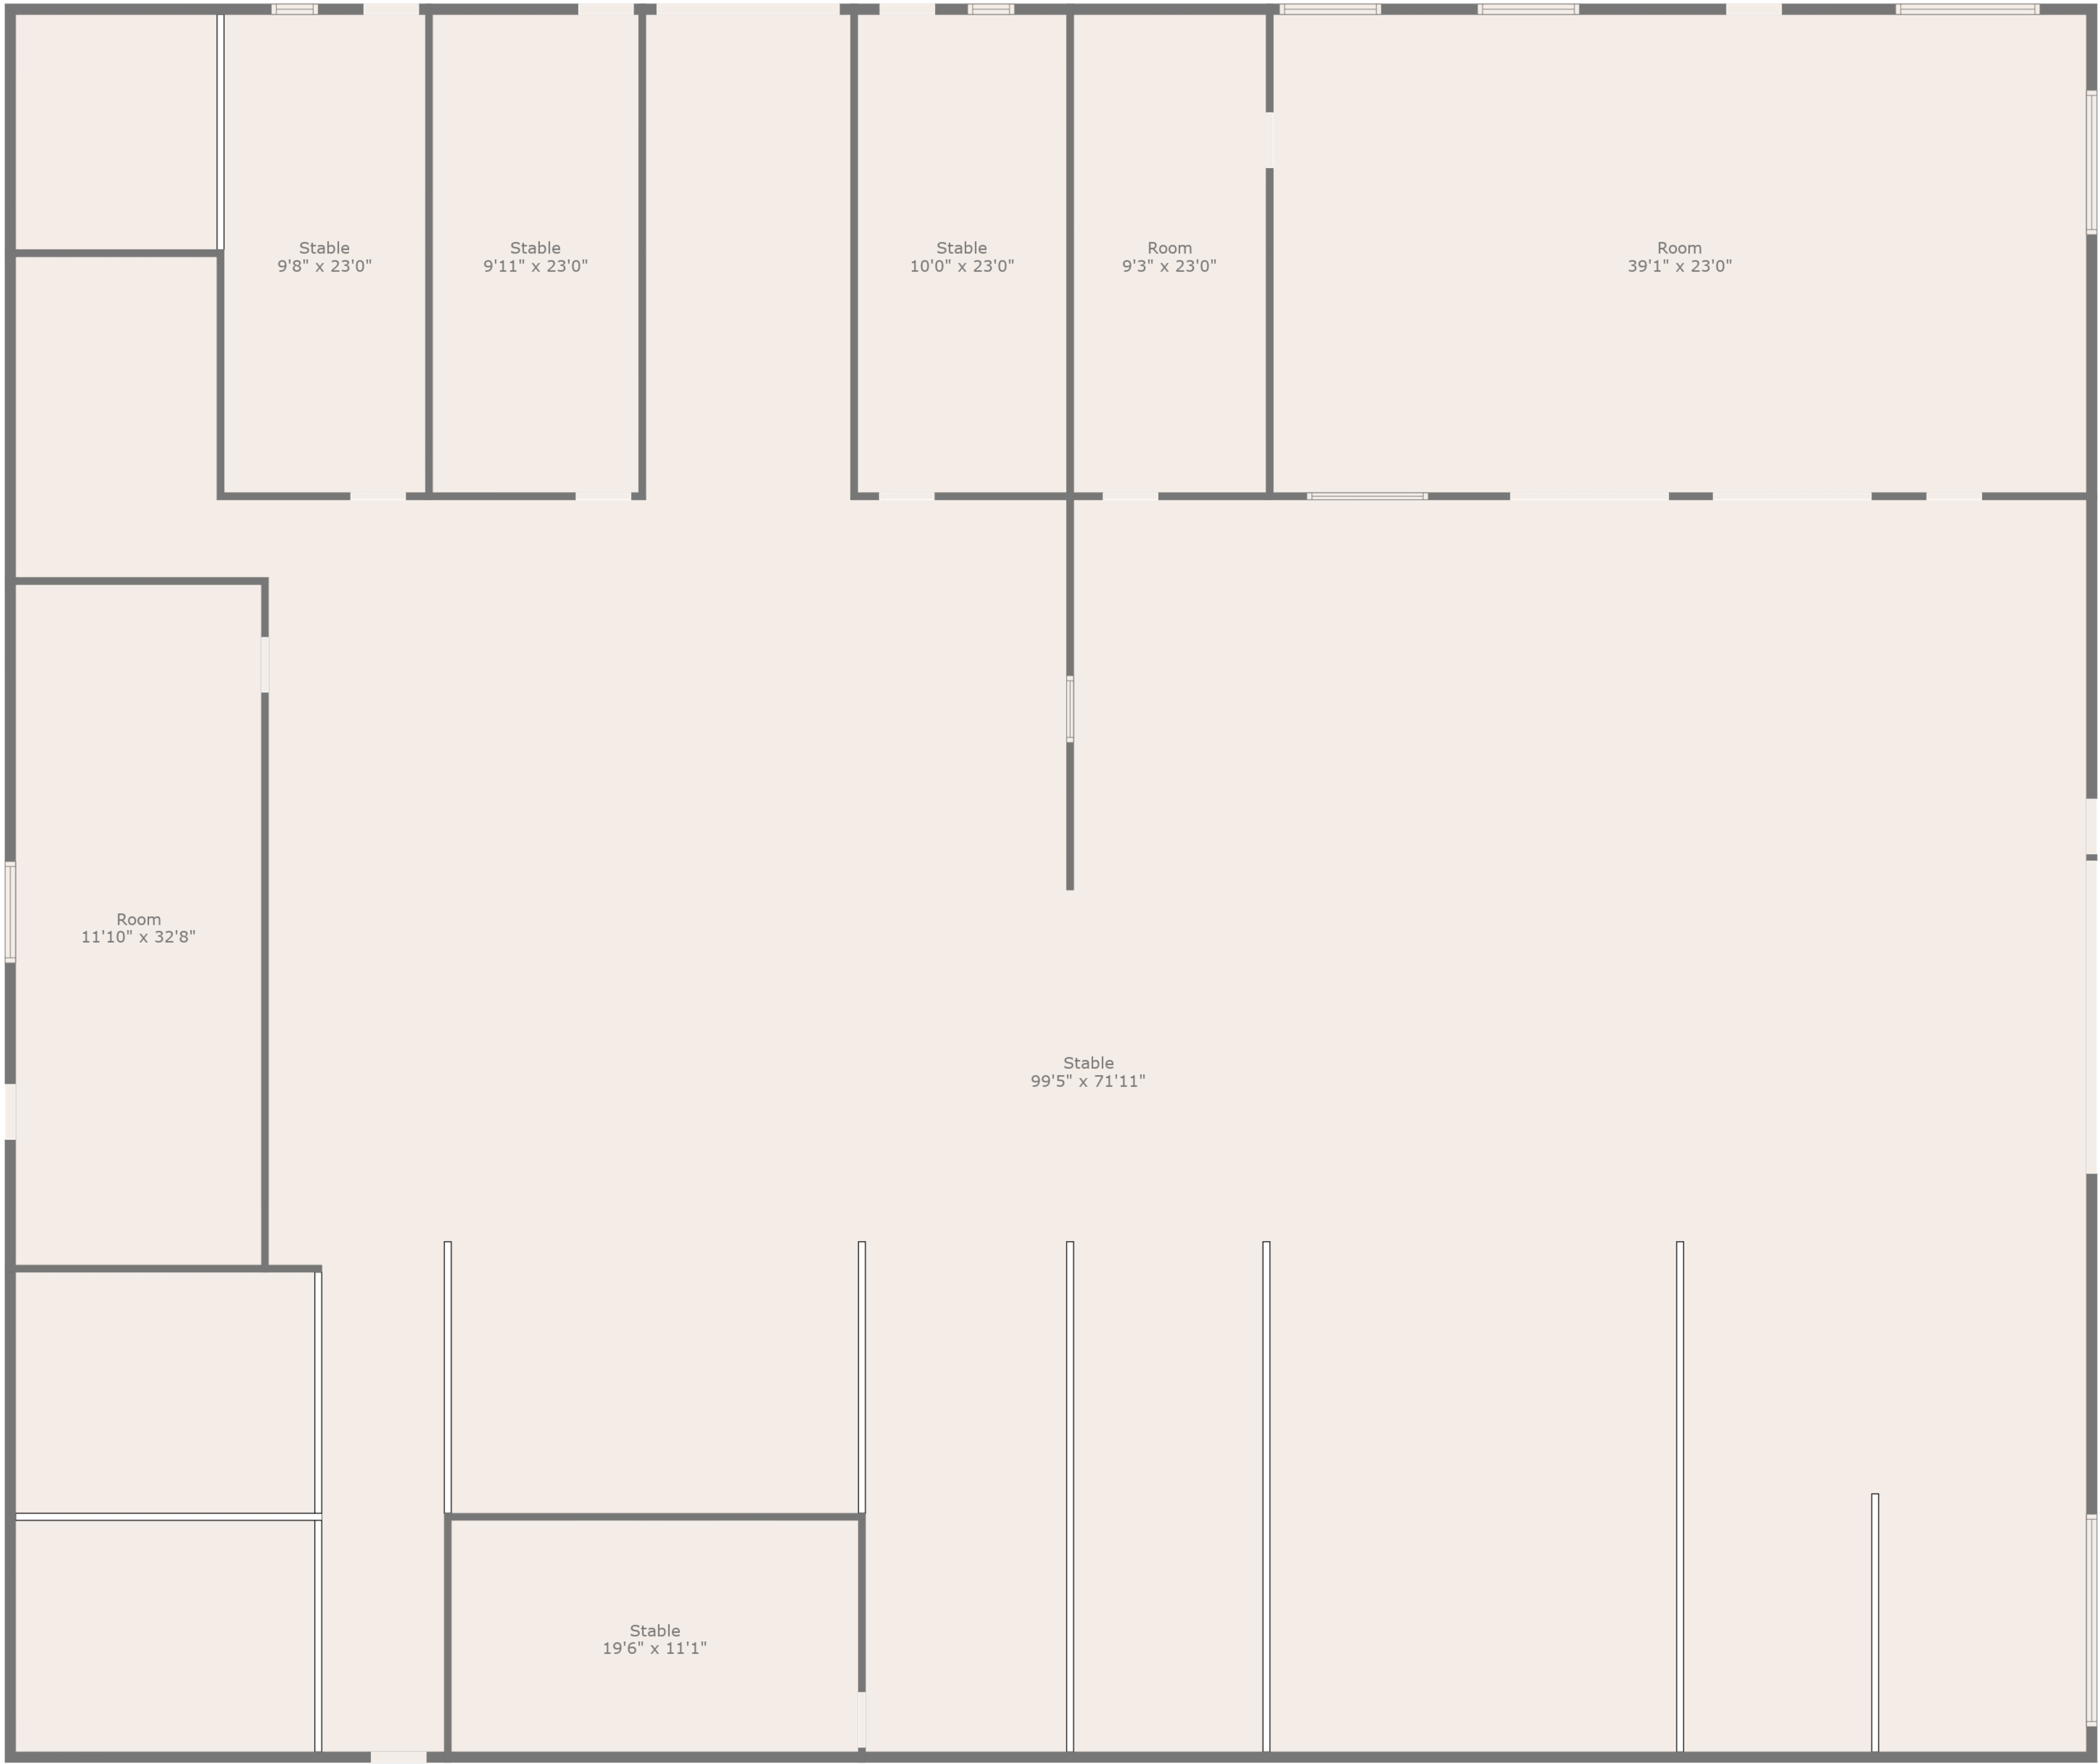 Stable
9'8" x 23'0"
Stable
9'11" x 23'0"
Stable
10'0" x 23'0"
Room
9'3" x 23'0"
Room
39'1" x 23'0"
Room
11'10" x 32'8"
Stable
99'5" x 71'11"
Stable
19'6" x 11'1"